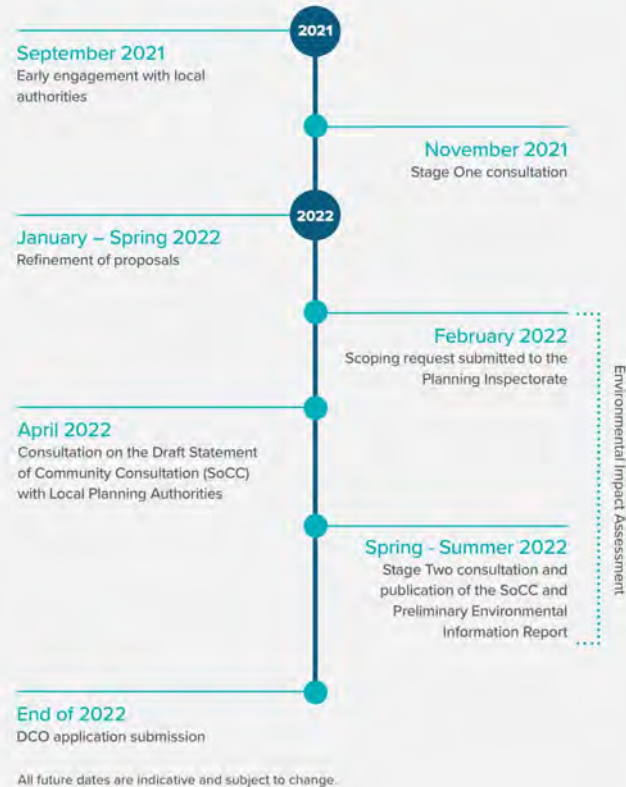 2021
September 2021
Early engagement with local
authorities
November 2021
Stage One consultation
2022
January – Spring 2022
Refinement of proposals
February 2022
Scoping request submitted to the
Planning Inspectorate
April 2022
Consultation on the Draft Statement
of Community Consultation (SoCC)
with Local Planning Authorities
Spring - Summer 2022
Stage Two consultation and
publication of the SoCC and
Preliminary Environmental
Information Report
Environmental Impact Assessment
End of 2022
DCO application submission
All future dates are indicative and subject to change.